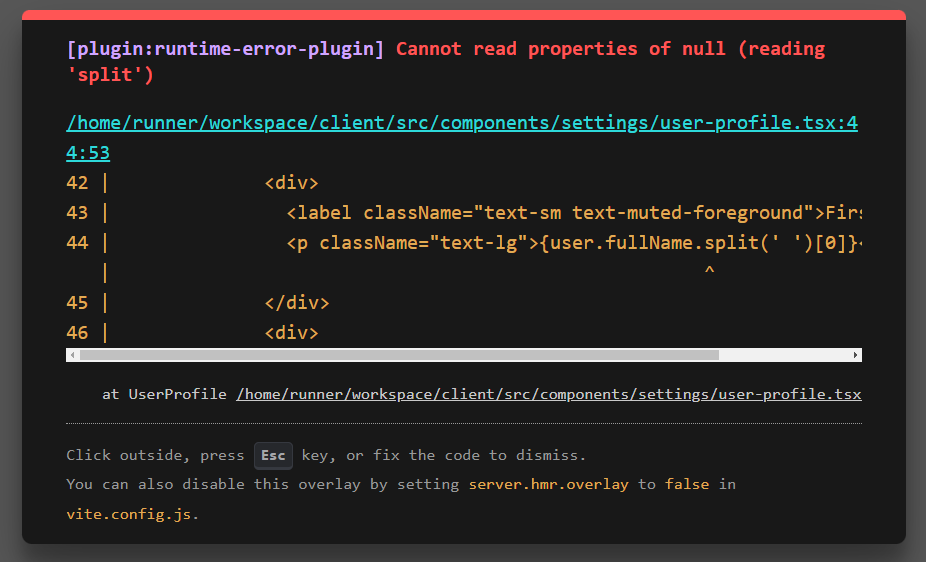 [plugin:runtime-error-plugin] Cannot read properties of null (reading
'split')
/home/runner/workspace/client/src/components/settings/user-profile.tsx:4
4:53
42 |              <div>
43 |                <label className="text-sm text-muted-foreground">Firs
44 |                <p className="text-lg">{user.fullName.split(' ')[0]}<
   |                                                      ^
45 |              </div>
46 |              <div>
at UserProfile /home/runner/workspace/client/src/components/settings/user-profile.tsx
Click outside, press Esc key, or fix the code to dismiss.
You can also disable this overlay by setting server.hmr.overlay to false in
vite.config.js.